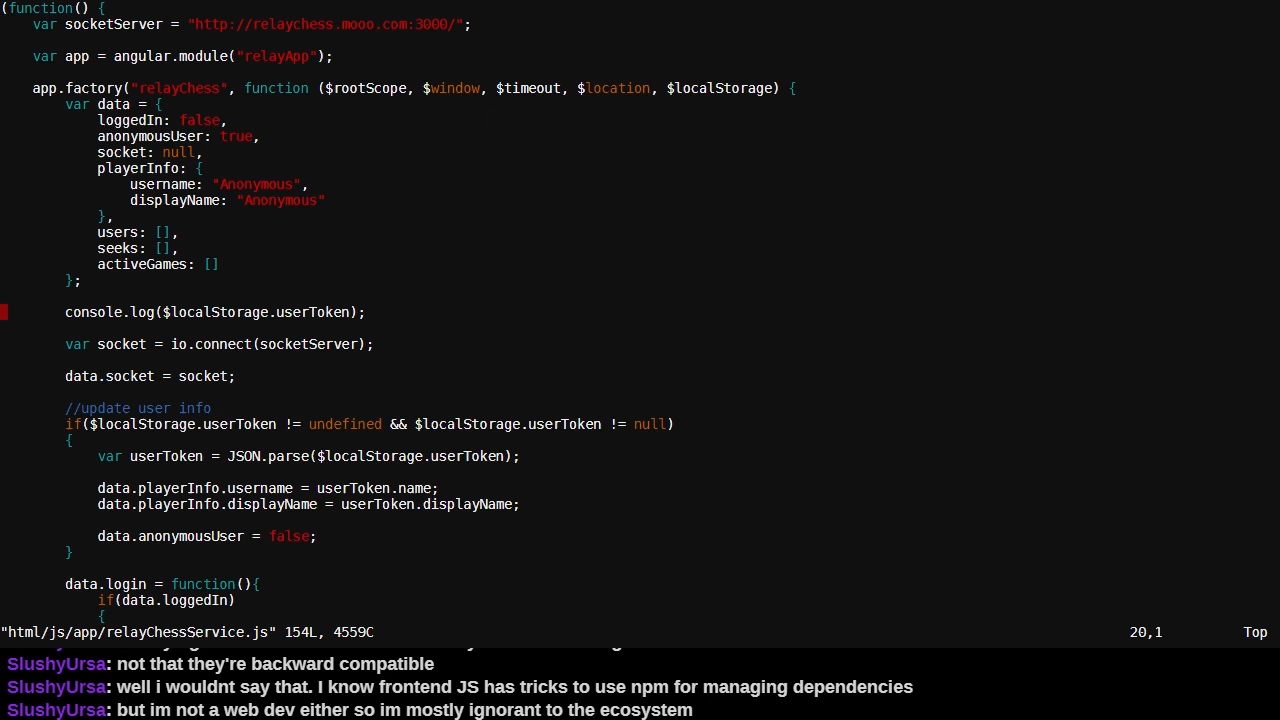 (function() {
var socketServer = "http://relaychess.mooo.com:3000/";
var app = angular.module("relayApp");
app.factory("relayChess", function ($rootScope, $window, $timeout, $location, $localStorage) {
var data = {
loggedIn: false,
anonymousUser: true,
socket: null,
playerInfo: {
username: "Anonymous",
displayName: "Anonymous"
},
users: [],
seeks: [],
activeGames: []
};
console.log($localStorage.userToken);
var socket = io.connect(socketServer);
data.socket = socket;
//update user info
if($localStorage.userToken != undefined && $localStorage.userToken != null)
{
var userToken = JSON.parse($localStorage.userToken);
data.playerInfo.username = userToken.name;
data.playerInfo.displayName = userToken.displayName;
data.anonymousUser = false;
}
data.login = function(){
if(data.loggedIn)
{
"html/js/app/relayChessService.js" 154L, 4559C 20,1 Top
SlushyUrsa: not that they're backward compatible
SlushyUrsa: well i wouldnt say that. I know frontend JS has tricks to use npm for managing dependencies
SlushyUrsa: but im not a web dev either so im mostly ignorant to the ecosystem